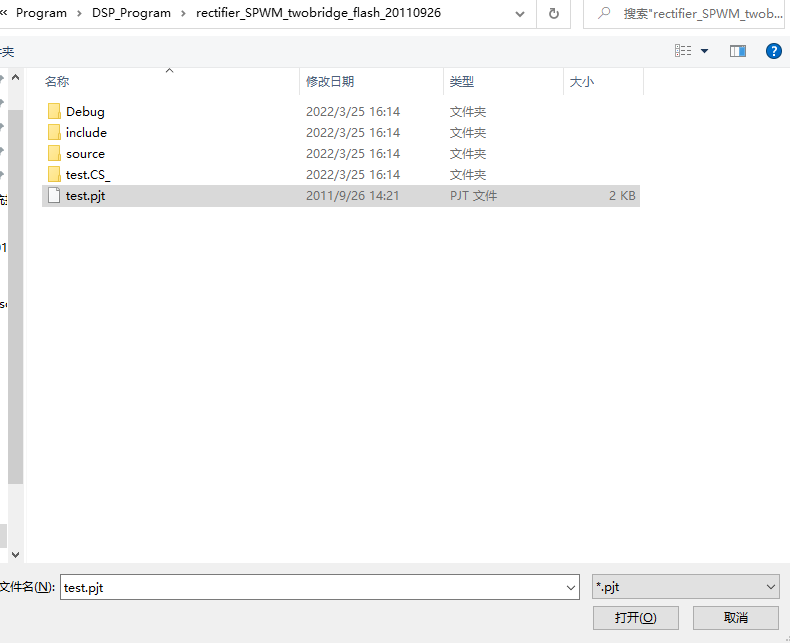 « Program › DSP_Program › rectifier_SPWM_twobridge_flash_20110926 搜索"rectifier_SPWM_twob...
夹
名称 修改日期 类型 大小
Debug 2022/3/25 16:14 文件夹
include 2022/3/25 16:14 文件夹
source 2022/3/25 16:14 文件夹
test.CS_ 2022/3/25 16:14 文件夹
test.pjt 2011/9/26 14:21 PJT 文件 2 KB
文件名(N): test.pjt *.pjt
打开(O) 取消